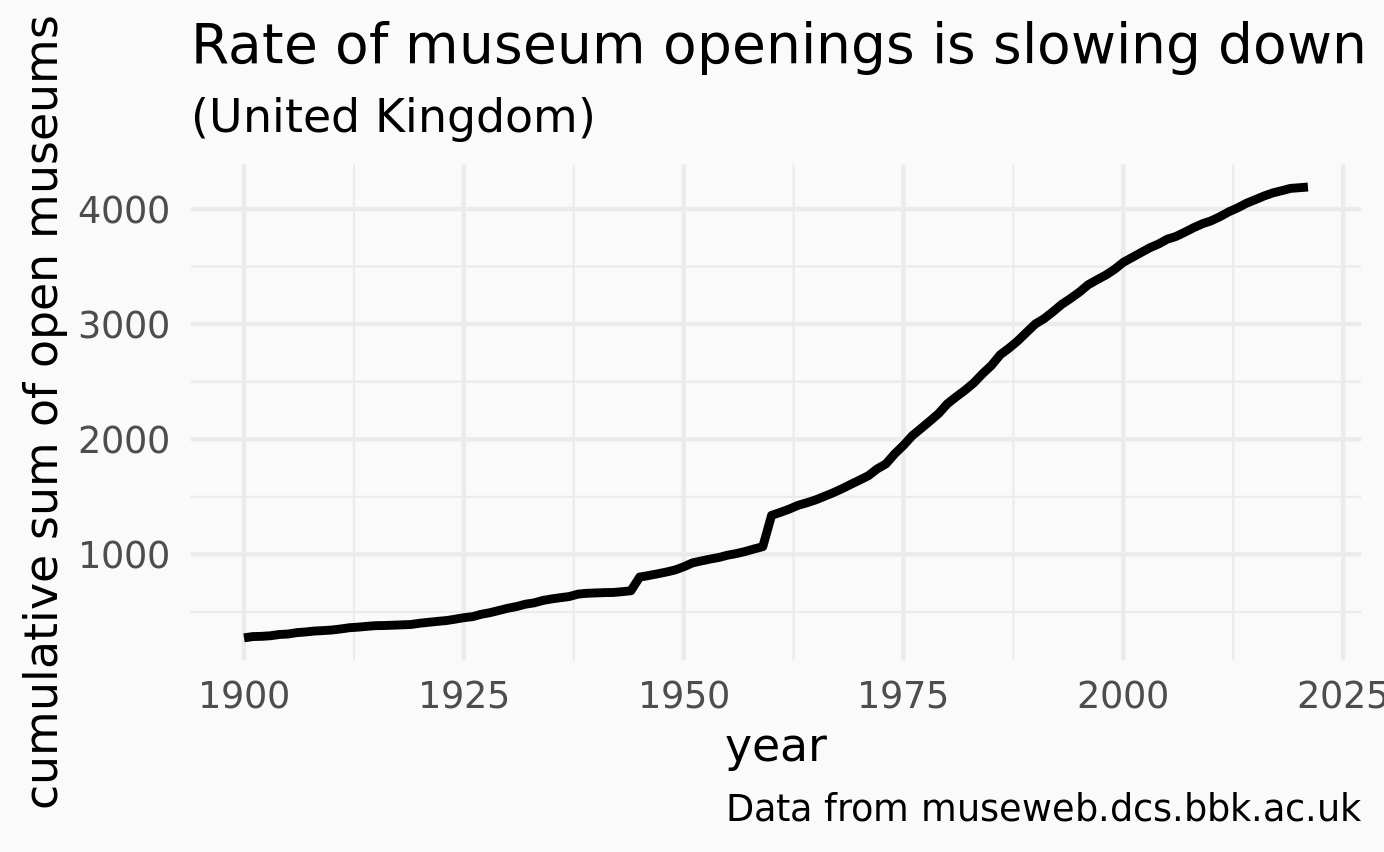 Rate of museum openings is slowing down
(United Kingdom)
cumulative sum of open museums
4000
3000
2000
1000
1900 1925 1950 1975 2000 2025
year
Data from museweb.dcs.bbk.ac.uk